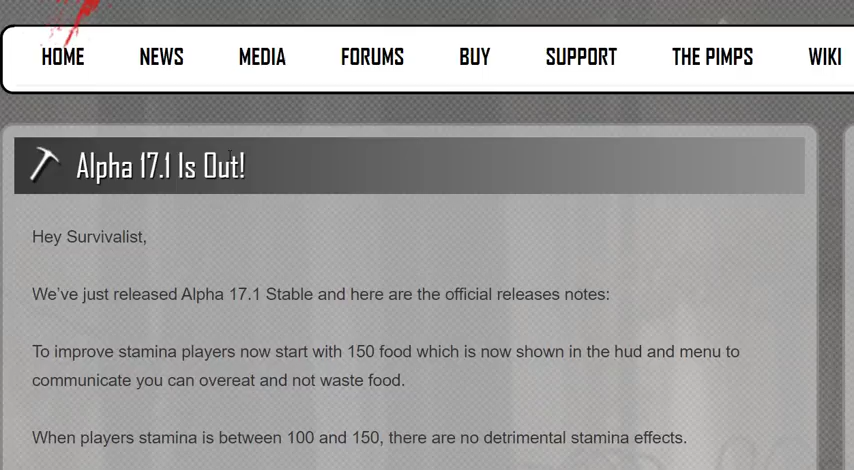 HOME NEWS MEDIA FORUMS BUY SUPPORT THE PIMPS WIKI
Alpha 17.1 Is Out!
Hey Survivalist,
We've just released Alpha 17.1 Stable and here are the official releases notes:
To improve stamina players now start with 150 food which is now shown in the hud and menu to
communicate you can overeat and not waste food.
When players stamina is between 100 and 150, there are no detrimental stamina effects.